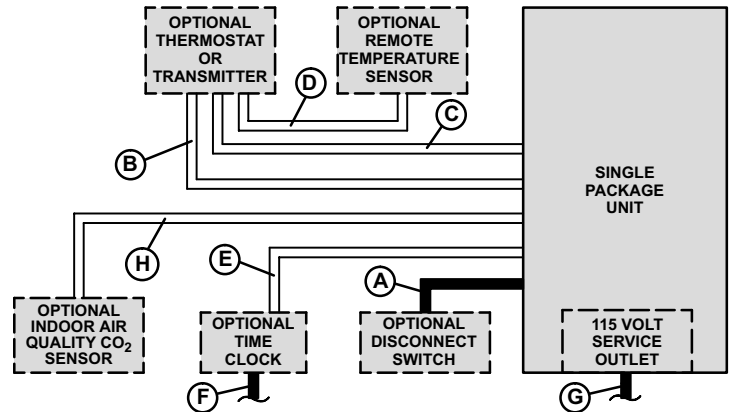 OPTIONAL
THERMOSTAT
OR
TRANSMITTER
OPTIONAL
REMOTE
TEMPERATURE
SENSOR
D
C
B
SINGLE
PACKAGE
UNIT
H
E
A
OPTIONAL
INDOOR AIR
QUALITY CO₂
SENSOR
OPTIONAL
TIME
CLOCK
OPTIONAL
DISCONNECT
SWITCH
115 VOLT
SERVICE
OUTLET
F
G